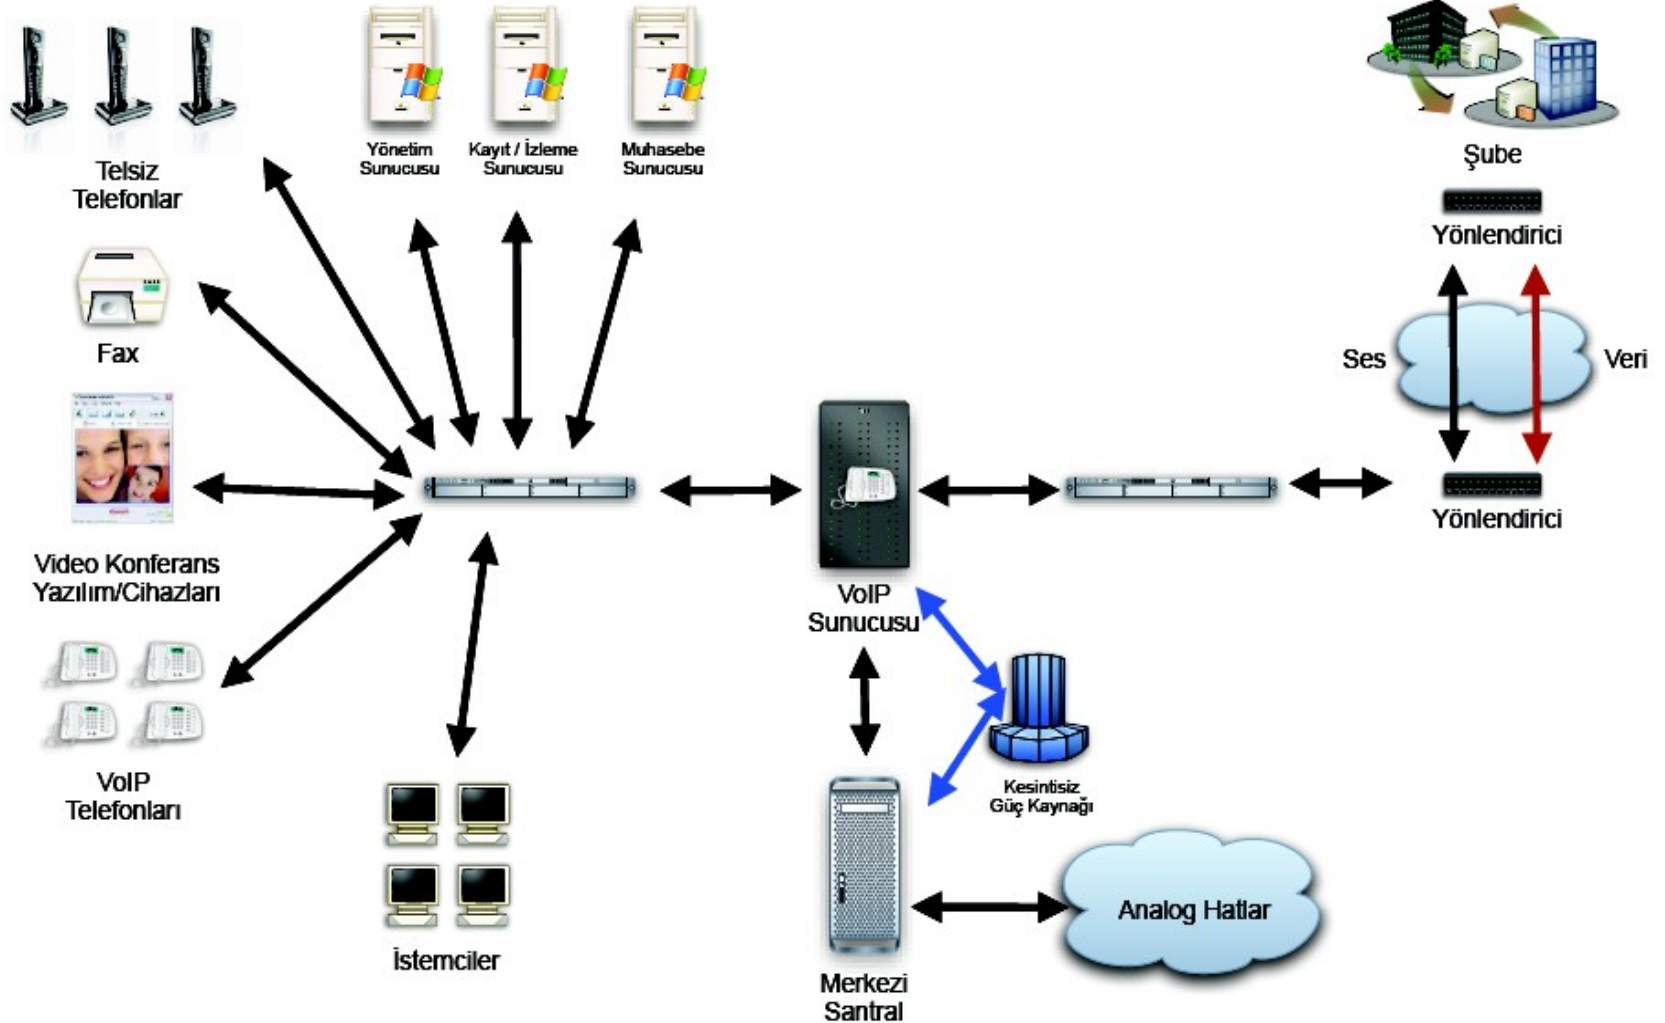 Telsiz
Telefonlar
Yönetim
Sunucusu
Kayıt / İzleme
Sunucusu
Muhasebe
Sunucusu
Şube
Yönlendirici
Fax
Ses
Veri
Video Konferans
Yazılım/Cihazları
Yönlendirici
VoIP
Sunucusu
VoIP
Telefonları
Kesintisiz
Güç Kaynağı
İstemciler
Analog Hatlar
Merkezi
Santral